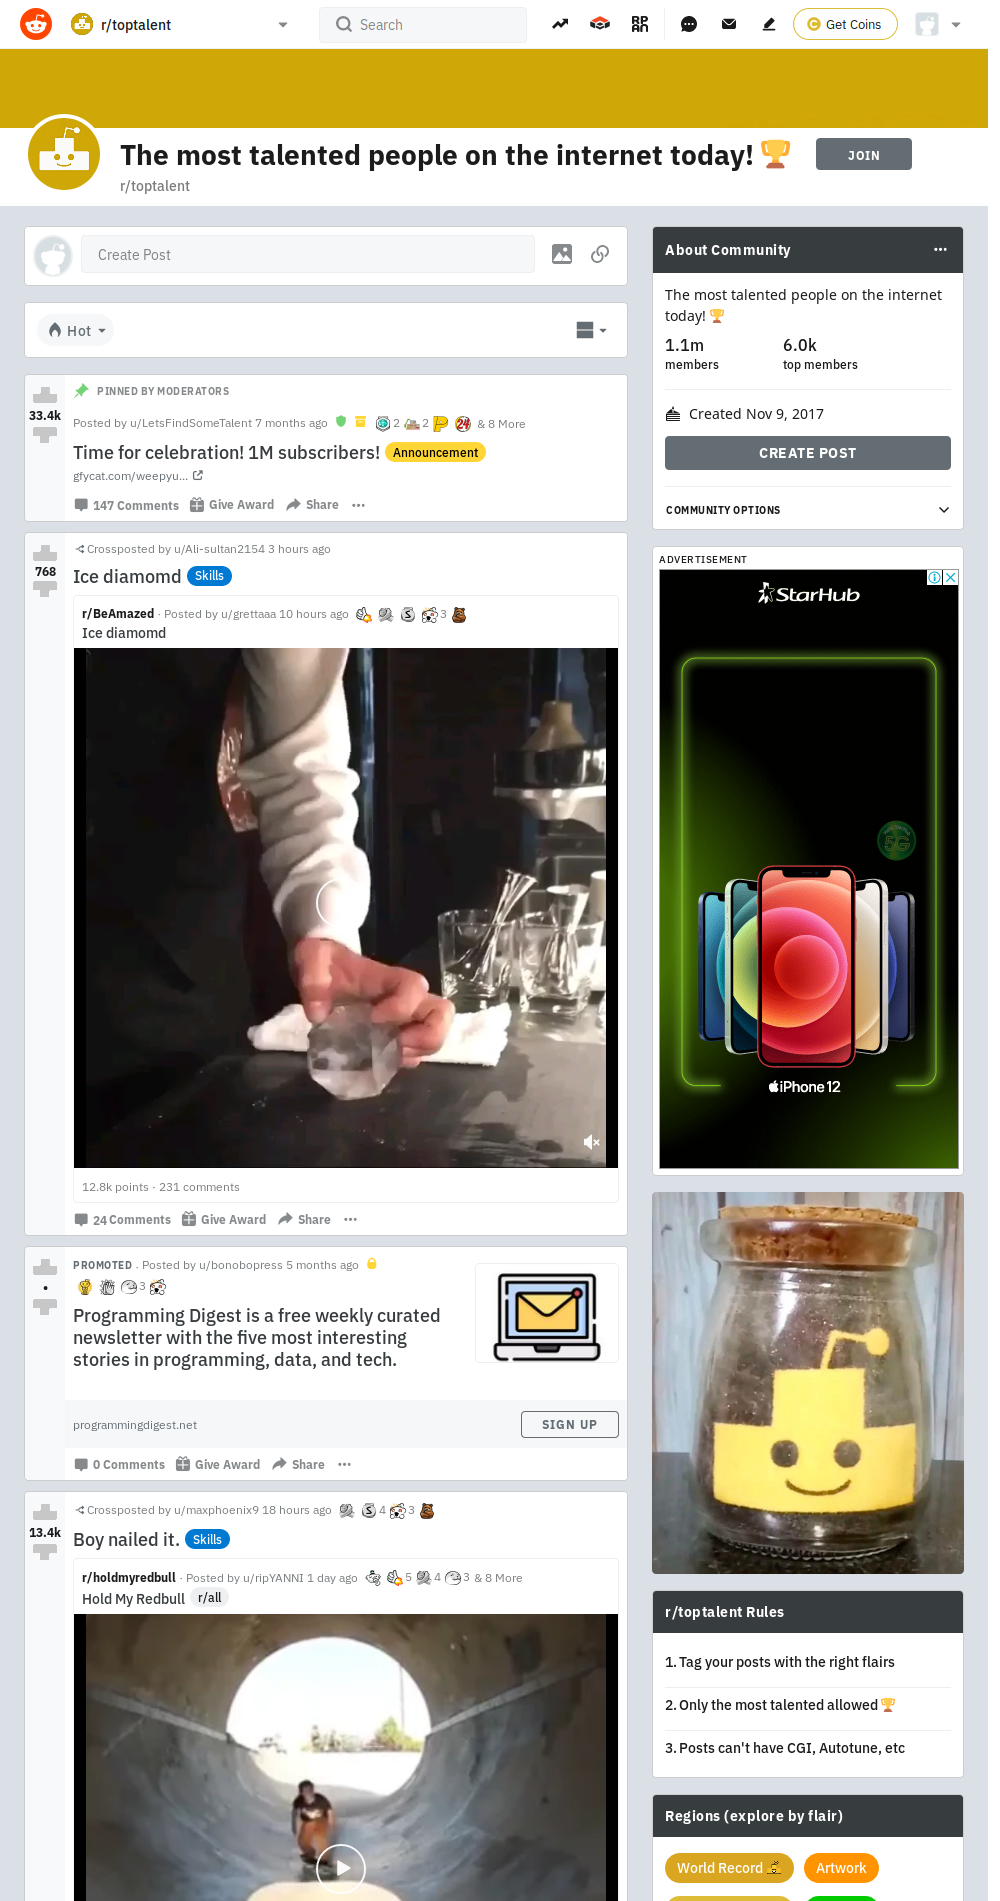 r/toptalent
Search
Get Coins
The most talented people on the internet today!🏆
JOIN
r/toptalent
Create Post
Hot
PINNED BY MODERATORS
33.4k
Posted by u/LetsFindSomeTalent 7 months ago 2 2 24 & 8 More
Time for celebration! 1M subscribers! Announcement
gfycat.com/weepyu...
147 Comments Give Award Share
Crossposted by u/Ali-sultan2154 3 hours ago
768
Ice diamomd Skills
r/BeAmazed · Posted by u/grettaaa 10 hours ago S 3
Ice diamomd
12.8k points · 231 comments
24 Comments Give Award Share
PROMOTED · Posted by u/bonobopress 5 months ago
3
Programming Digest is a free weekly curated
newsletter with the five most interesting
stories in programming, data, and tech.
programmingdigest.net
SIGN UP
0 Comments Give Award Share
Crossposted by u/maxphoenix9 18 hours ago S 4 3
13.4k
Boy nailed it. Skills
r/holdmyredbull · Posted by u/ripYANNI 1 day ago 5 4 3 & 8 More
Hold My Redbull r/all
About Community
The most talented people on the internet
today! 🏆
1.1m
members
6.0k
top members
Created Nov 9, 2017
CREATE POST
COMMUNITY OPTIONS
ADVERTISEMENT
StarHub
5G
iPhone 12
r/toptalent Rules
1. Tag your posts with the right flairs
2. Only the most talented allowed 🏆
3. Posts can't have CGI, Autotune, etc
Regions (explore by flair)
World Record
Artwork